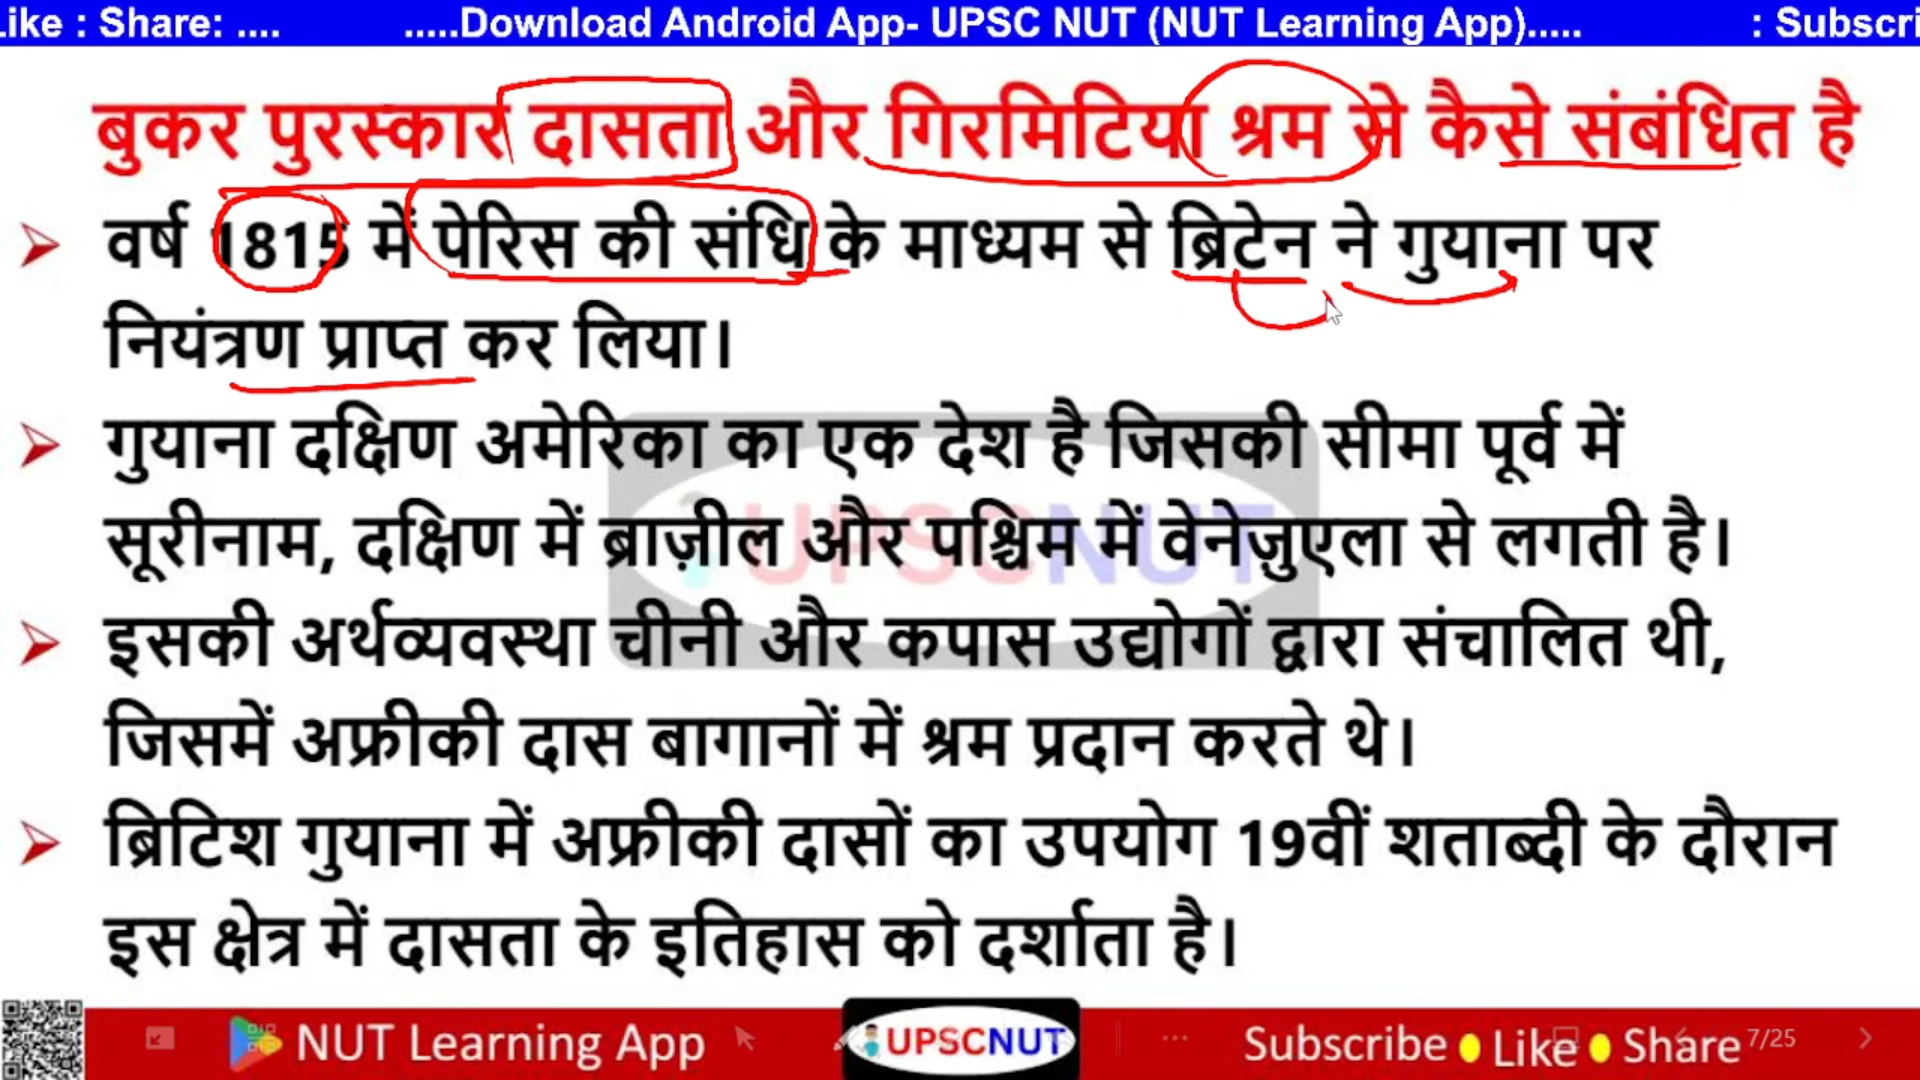 Like : Share: .... .....Download Android App- UPSC NUT (NUT Learning App)..... : Subscri
बुकर पुरस्कार दासता और गिरमिटिया श्रम से कैसे संबंधित है
वर्ष 1815 में पेरिस की संधि के माध्यम से ब्रिटेन ने गुयाना पर
नियंत्रण प्राप्त कर लिया।
गुयाना दक्षिण अमेरिका का एक देश है जिसकी सीमा पूर्व में
सूरीनाम, दक्षिण में ब्राज़ील और पश्चिम में वेनेज़ुएला से लगती है।
UPSCNUT
इसकी अर्थव्यवस्था चीनी और कपास उद्योगों द्वारा संचालित थी,
जिसमें अफ्रीकी दास बागानों में श्रम प्रदान करते थे।
ब्रिटिश गुयाना में अफ्रीकी दासों का उपयोग 19वीं शताब्दी के दौरान
इस क्षेत्र में दासता के इतिहास को दर्शाता है।
NUT Learning App UPSCNUT Subscribe Like Share 7/25